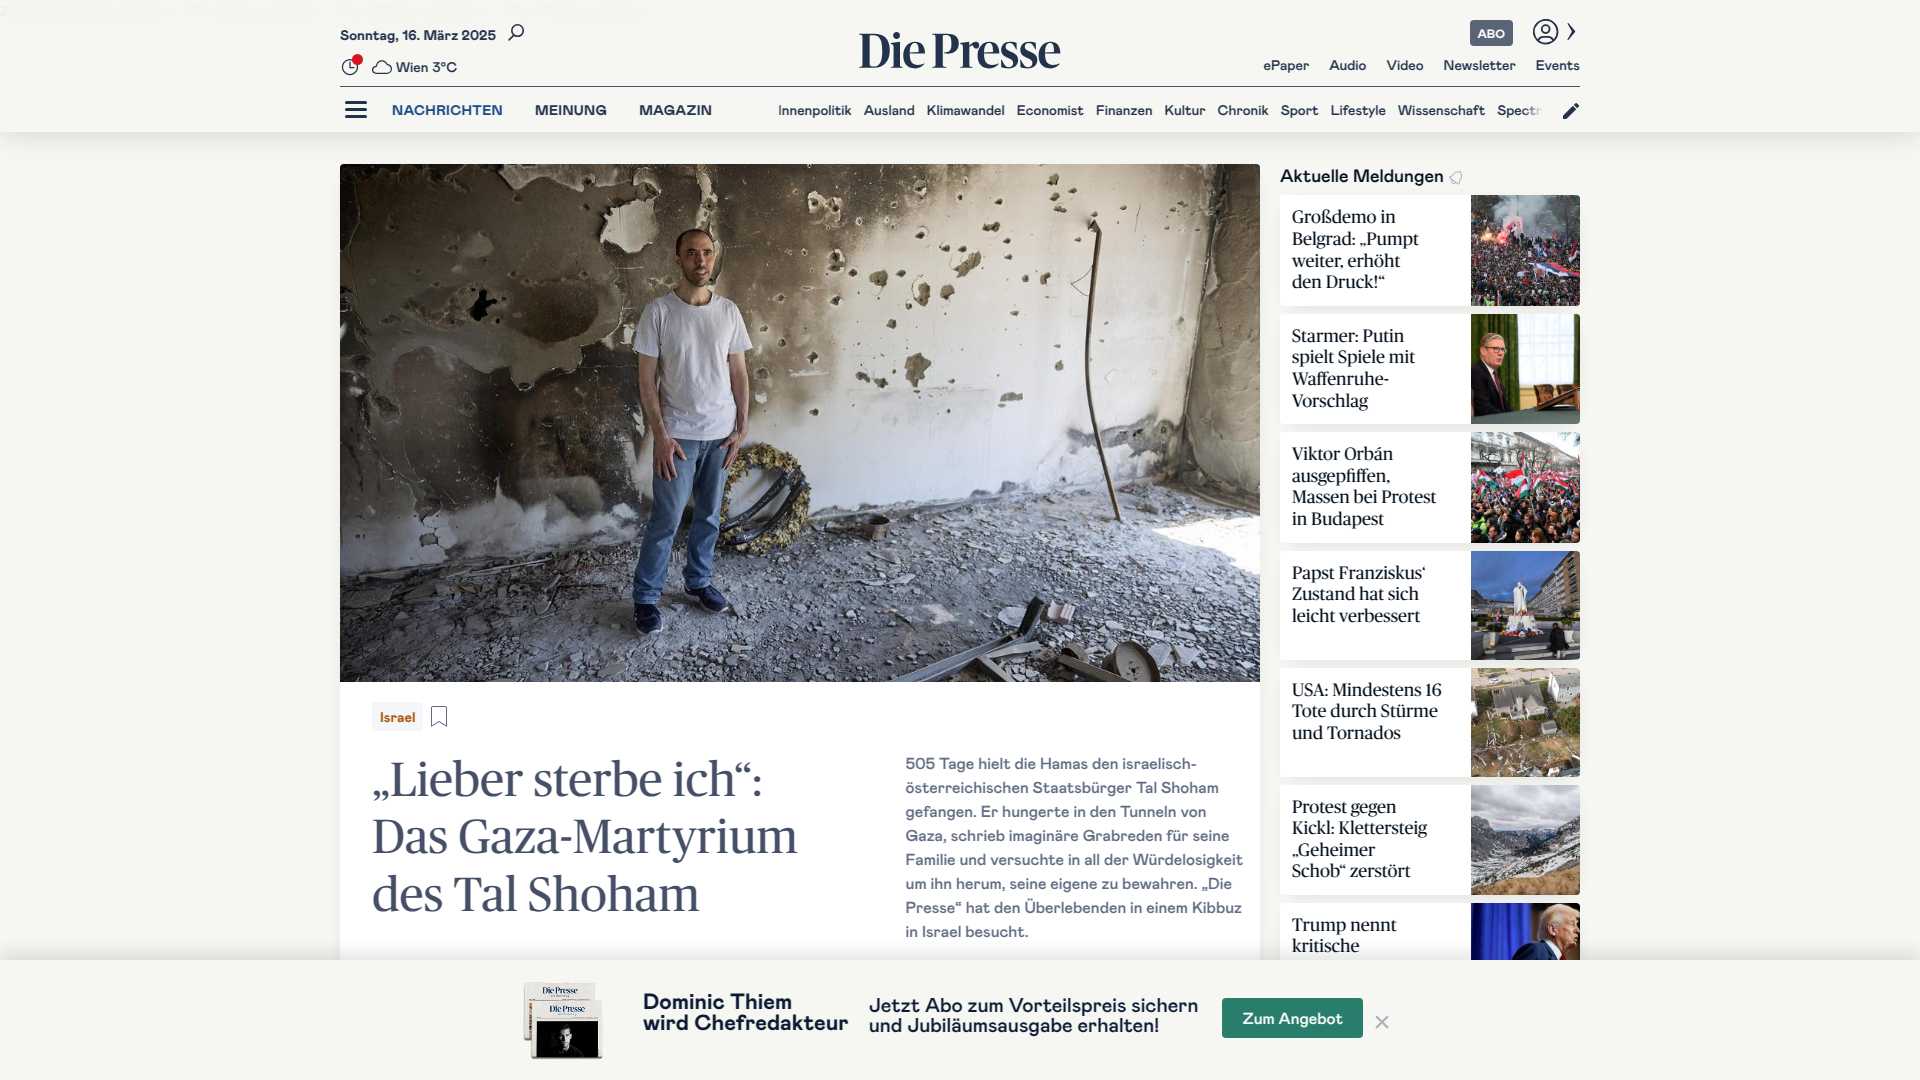 Sonntag, 16. März 2025
Wien 3°C
Die Presse
ABO
ePaper Audio Video Newsletter Events
NACHRICHTEN MEINUNG MAGAZIN Innenpolitik Ausland Klimawandel Economist Finanzen Kultur Chronik Sport Lifestyle Wissenschaft Spectr
Israel
„Lieber sterbe ich“:
Das Gaza-Martyrium
des Tal Shoham
505 Tage hielt die Hamas den israelisch-
österreichischen Staatsbürger Tal Shoham
gefangen. Er hungerte in den Tunneln von
Gaza, schrieb imaginäre Grabreden für seine
Familie und versuchte in all der Würdelosigkeit
um ihn herum, seine eigene zu bewahren. „Die
Presse“ hat den Überlebenden in einem Kibbuz
in Israel besucht.
Aktuelle Meldungen
Großdemo in
Belgrad: „Pumpt
weiter, erhöht
den Druck!“
Starmer: Putin
spielt Spiele mit
Waffenruhe-
Vorschlag
Viktor Orbán
ausgepfiffen,
Massen bei Protest
in Budapest
Papst Franziskus‘
Zustand hat sich
leicht verbessert
USA: Mindestens 16
Tote durch Stürme
und Tornados
Protest gegen
Kickl: Klettersteig
„Geheimer
Schob“ zerstört
Trump nennt
kritische
Die Presse
Die Presse
Dominic Thiem
wird Chefredakteur
Jetzt Abo zum Vorteilspreis sichern
und Jubiläumsausgabe erhalten!
Zum Angebot